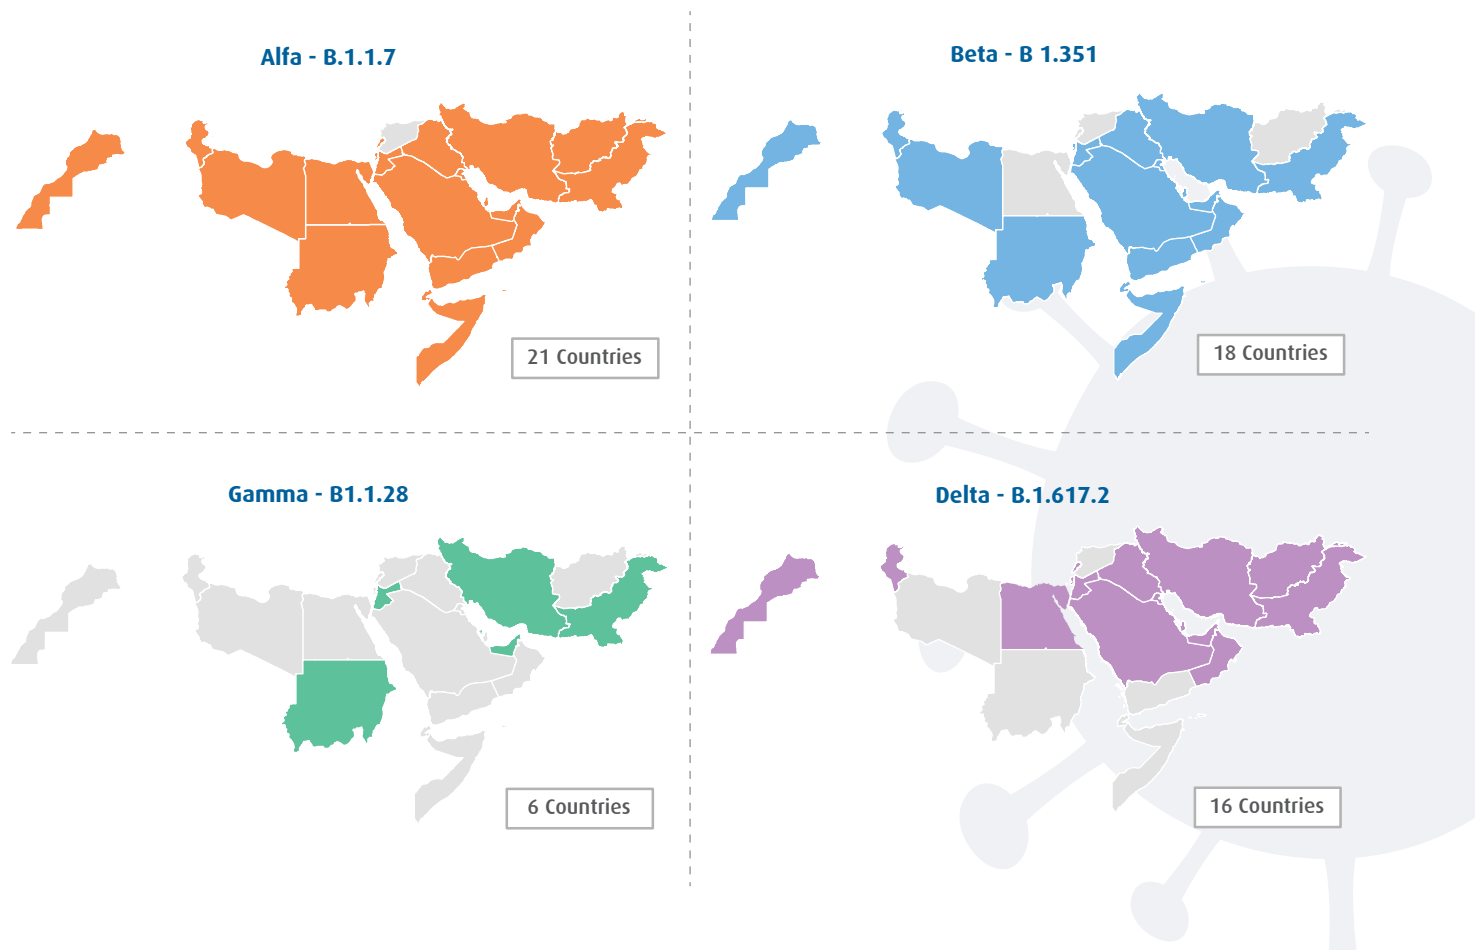 Alfa - B.1.1.7
Beta - B 1.351
21 Countries
18 Countries
Gamma - B1.1.28
Delta - B.1.617.2
6 Countries
16 Countries